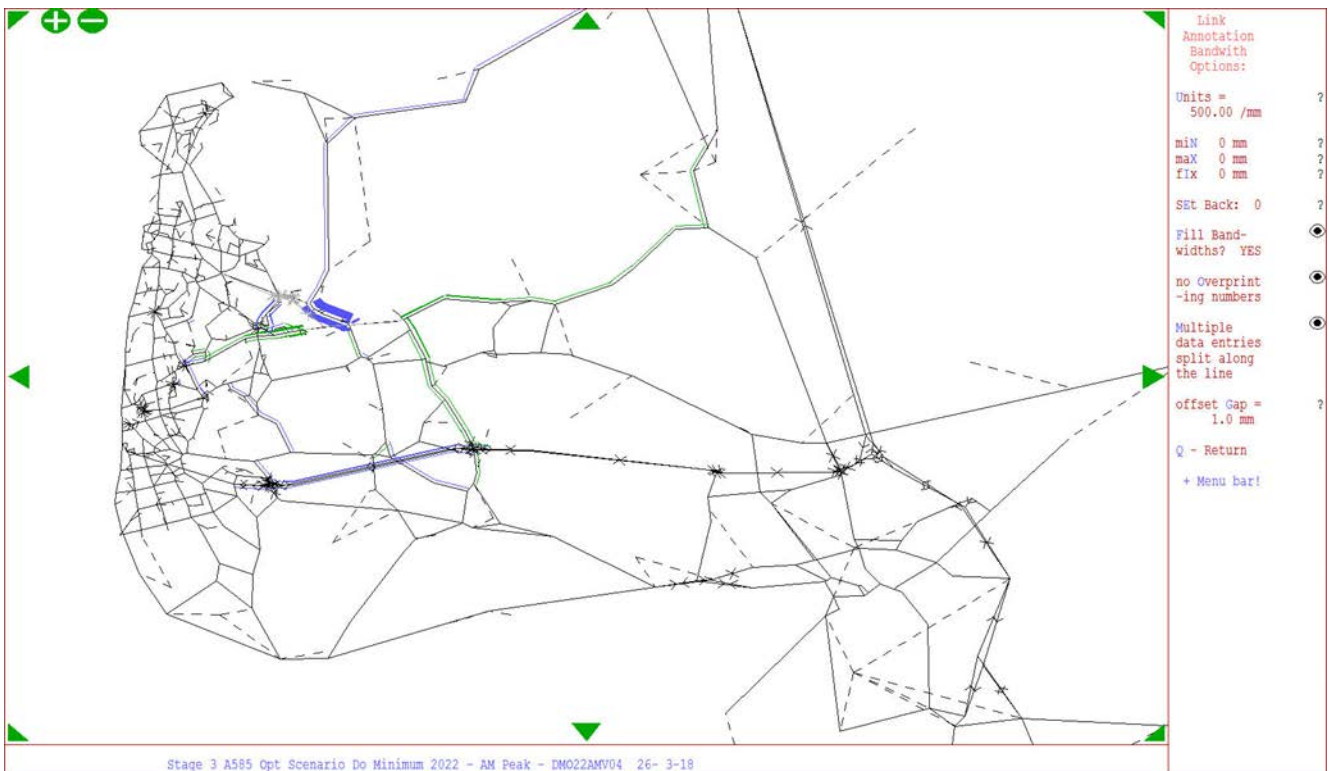 Link
Annotation
Bandwith
Options:
Units = ?
500.00 /mm
miN 0 mm ?
maX 0 mm ?
fIx 0 mm ?
SEt Back: 0 ?
Fill Band-
widths? YES
no Overprint
-ing numbers
Multiple
data entries
split along
the line
offset Gap = ?
1.0 mm
Q - Return
+ Menu bar!
Stage 3 A585 Opt Scenario Do Minimum 2022 - AM Peak - DMO22AMV04 26- 3-18